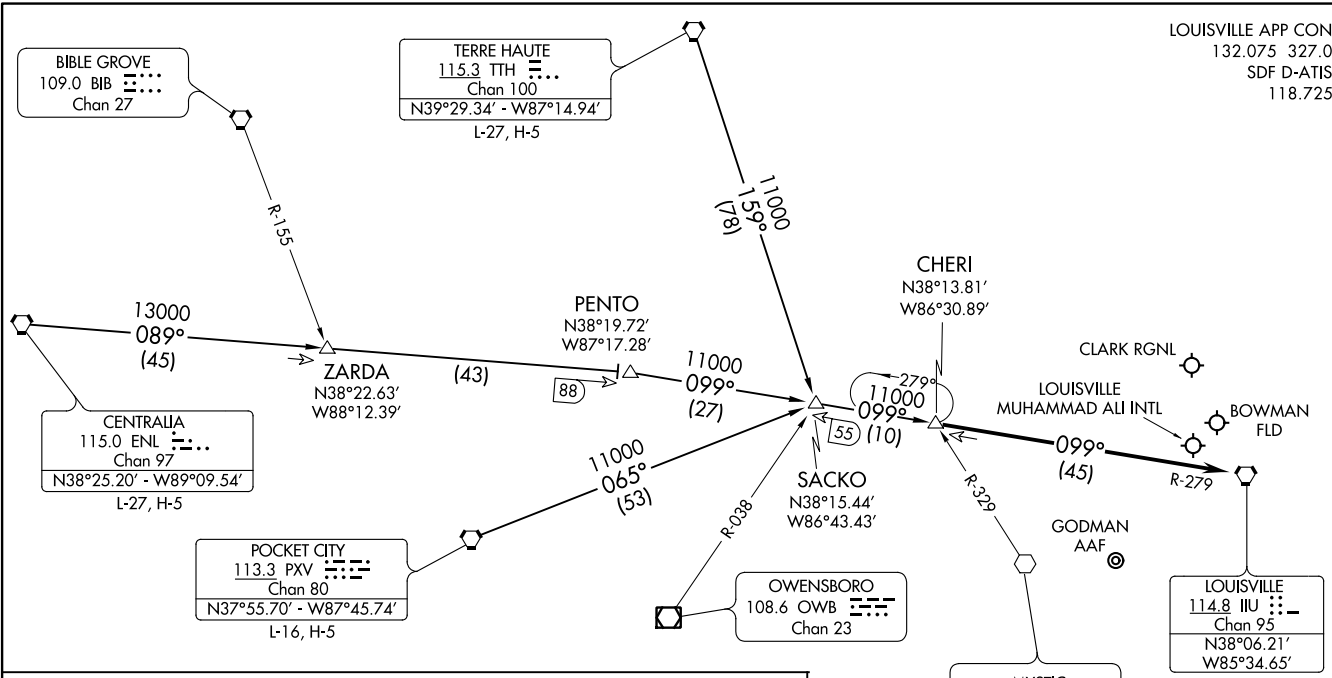 LOUISVILLE APP CON
132.075 327.0
SDF D-ATIS
118.725
BIBLE GROVE
109.0 BIB
Chan 27
TERRE HAUTE
115.3 TTH
Chan 100
N39°29.34′ - W87°14.94′
L-27, H-5
R-155
11000
159°
(78)
CHERI
N38°13.81′
W86°30.89′
PENTO
N38°19.72′
W87°17.28′
13000
089°
(45)
ZARDA
N38°22.63′
W88°12.39′
(43)
88
11000
099°
(27)
279°
11000
099°
(10)
55
CLARK RGNL
LOUISVILLE
MUHAMMAD ALI INTL
BOWMAN
FLD
099°
(45)
R-279
CENTRALIA
115.0 ENL
Chan 97
N38°25.20′ - W89°09.54′
L-27, H-5
11000
065°
(53)
SACKO
N38°15.44′
W86°43.43′
R-038
R-329
GODMAN
AAF
POCKET CITY
113.3 PXV
Chan 80
N37°55.70′ - W87°45.74′
L-16, H-5
OWENSBORO
108.6 OWB
Chan 23
LOUISVILLE
114.8 IIU
Chan 95
N38°06.21′
W85°34.65′